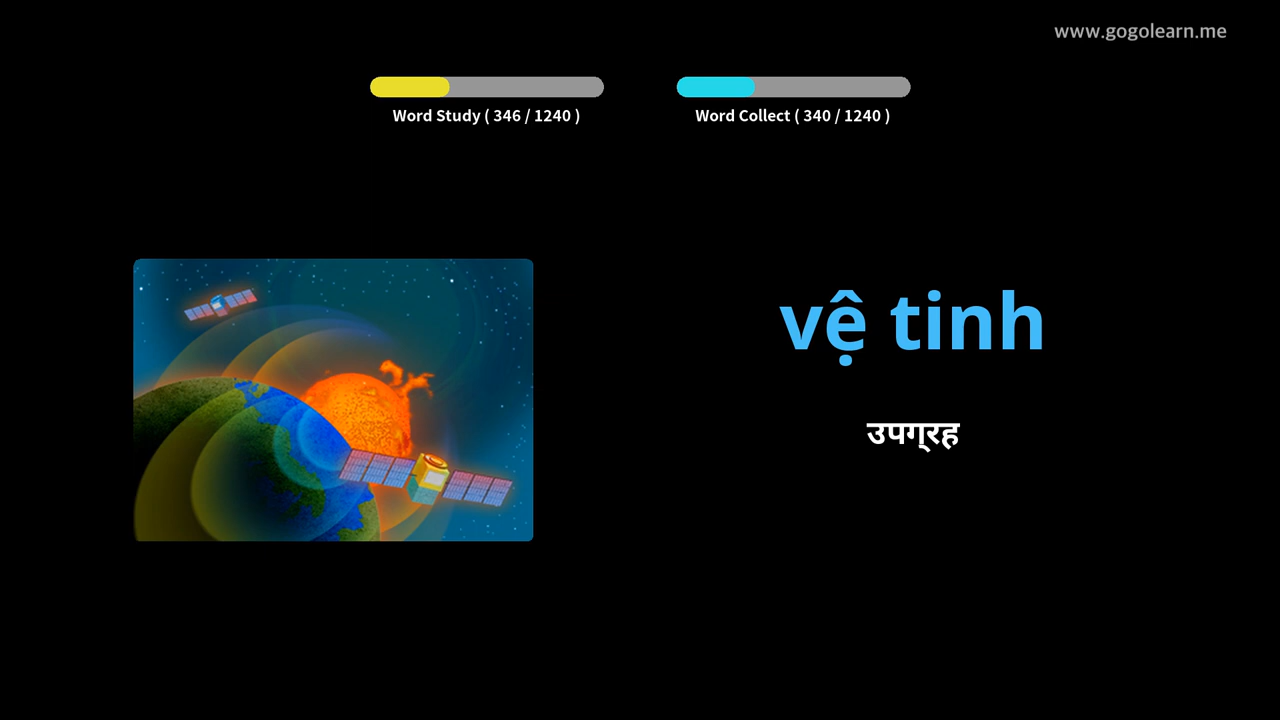 www.gogolearn.me
Word Study ( 346 / 1240 )
Word Collect ( 340 / 1240 )
vệ tinh
उपग्रह